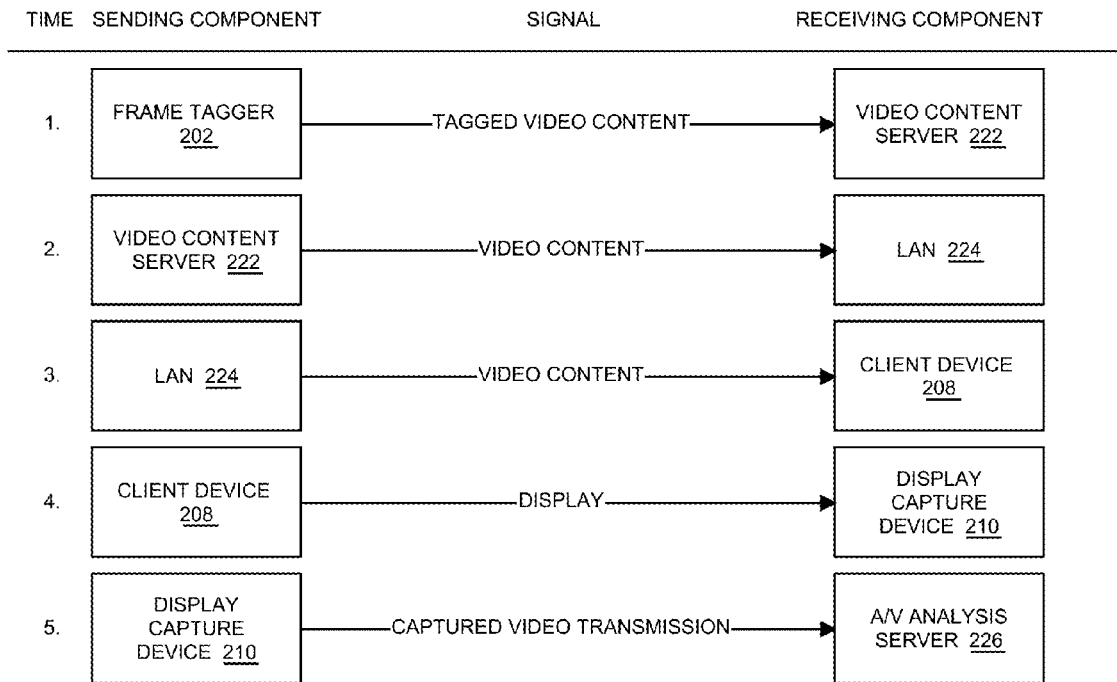 TIME SENDING COMPONENT SIGNAL RECEIVING COMPONENT
1. FRAME TAGGER 202 TAGGED VIDEO CONTENT VIDEO CONTENT SERVER 222
2. VIDEO CONTENT SERVER 222 VIDEO CONTENT LAN 224
3. LAN 224 VIDEO CONTENT CLIENT DEVICE 208
4. CLIENT DEVICE 208 DISPLAY DISPLAY CAPTURE DEVICE 210
5. DISPLAY CAPTURE DEVICE 210 CAPTURED VIDEO TRANSMISSION A/V ANALYSIS SERVER 226